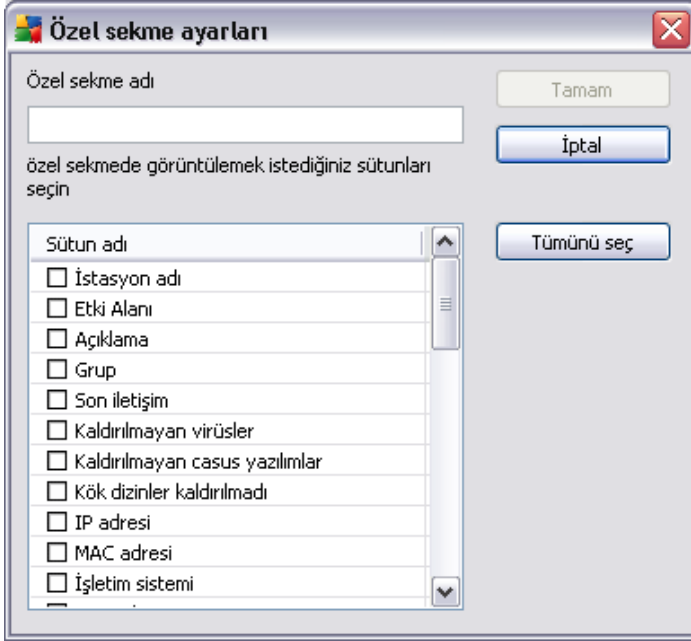 Özel sekme ayarları
Özel sekme adı
Tamam
İptal
özel sekmede görüntülemek istediğiniz sütunları
seçin
Tümünü seç
Sütun adı
İstasyon adı
Etki Alanı
Açıklama
Grup
Son iletişim
Kaldırılmayan virüsler
Kaldırılmayan casus yazılımlar
Kök dizinler kaldırılmadı
IP adresi
MAC adresi
İşletim sistemi